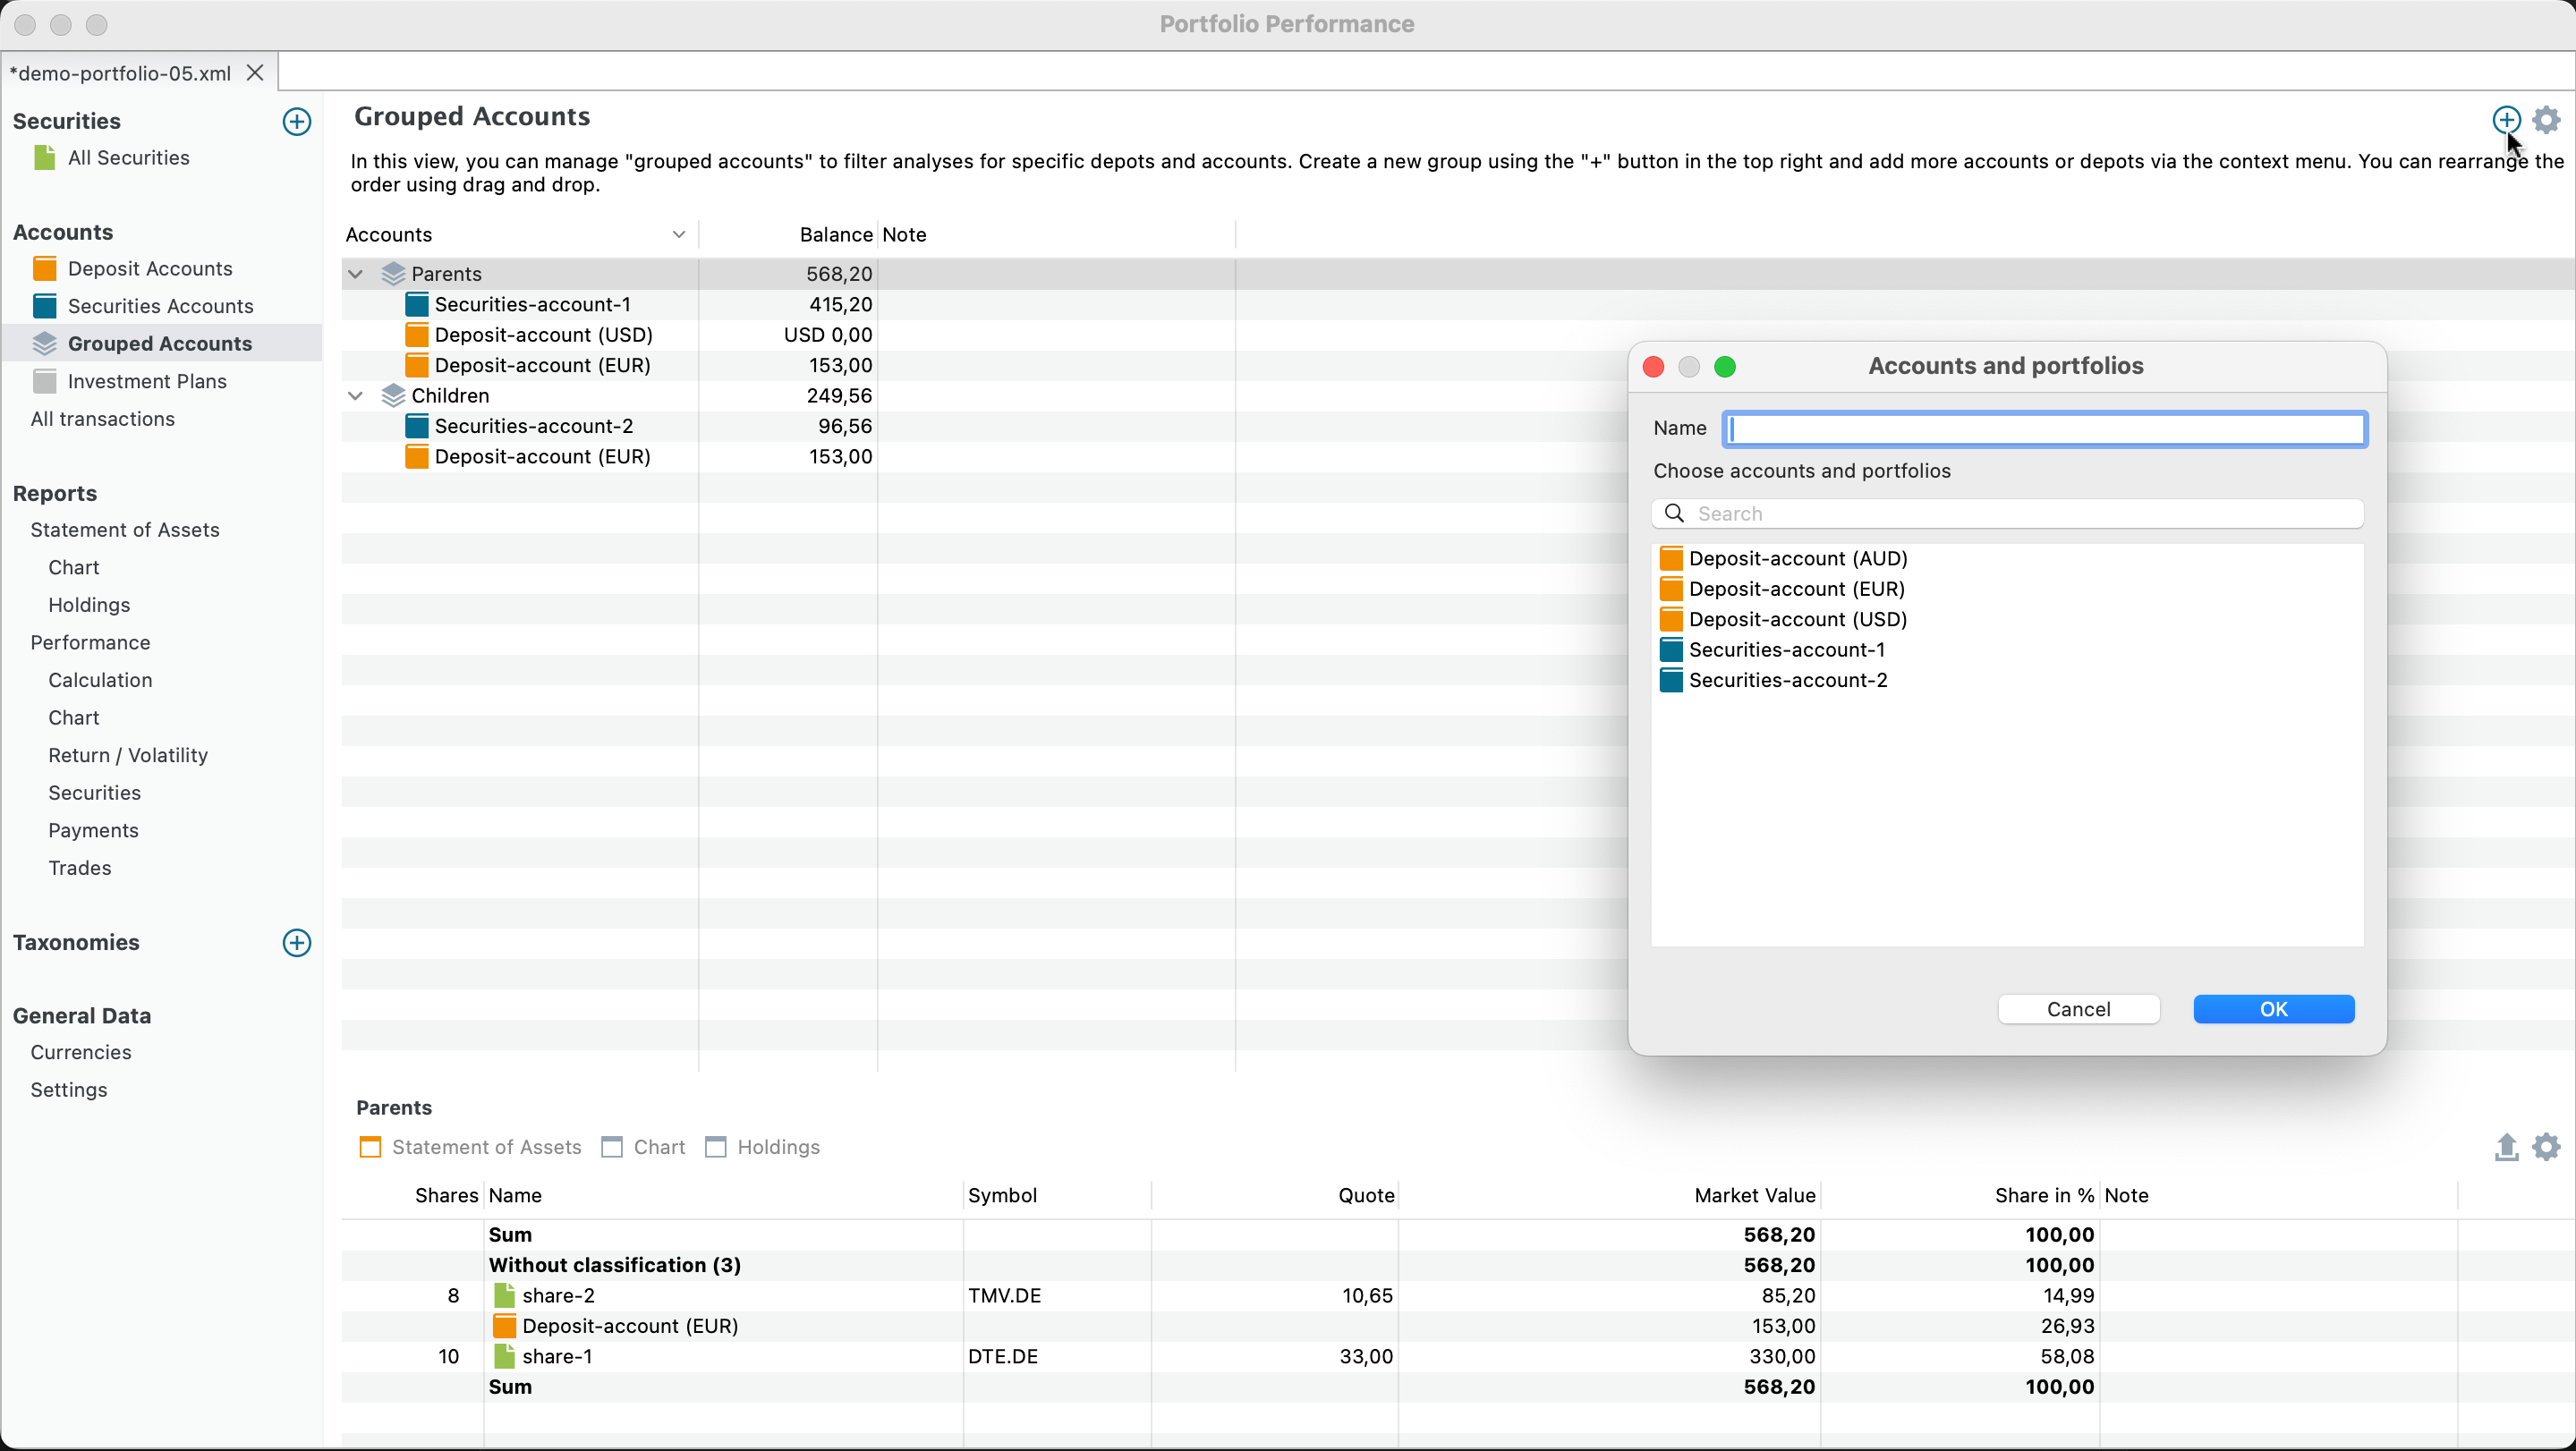 Portfolio Performance
*demo-portfolio-05.xml
Securities
All Securities
Accounts
Deposit Accounts
Securities Accounts
Grouped Accounts
Investment Plans
All transactions
Reports
Statement of Assets
Chart
Holdings
Performance
Calculation
Chart
Return / Volatility
Securities
Payments
Trades
Taxonomies
General Data
Currencies
Settings
Grouped Accounts
In this view, you can manage "grouped accounts" to filter analyses for specific depots and accounts. Create a new group using the "+" button in the top right and add more accounts or depots via the context menu. You can rearrange the
order using drag and drop.
Accounts Balance Note
Parents 568,20
Securities-account-1 415,20
Deposit-account (USD) USD 0,00
Deposit-account (EUR) 153,00
Children 249,56
Securities-account-2 96,56
Deposit-account (EUR) 153,00
Accounts and portfolios
Name
Choose accounts and portfolios
Search
Deposit-account (AUD)
Deposit-account (EUR)
Deposit-account (USD)
Securities-account-1
Securities-account-2
Cancel OK
Parents
Statement of Assets Chart Holdings
Shares Name Symbol Quote Market Value Share in % Note
Sum 568,20 100,00
Without classification (3) 568,20 100,00
8 share-2 TMV.DE 10,65 85,20 14,99
Deposit-account (EUR) 153,00 26,93
10 share-1 DTE.DE 33,00 330,00 58,08
Sum 568,20 100,00